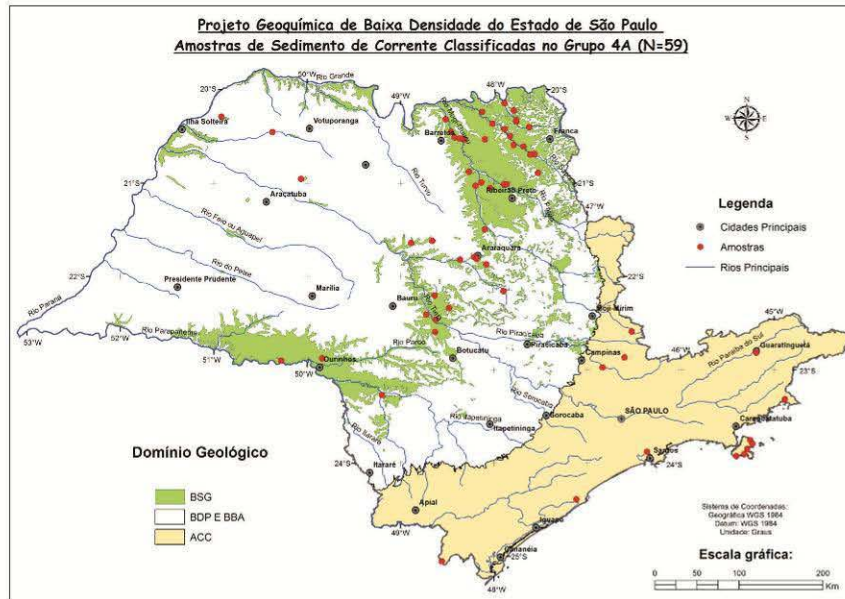 Projeto Geoquímica de Baixa Densidade do Estado de São Paulo
Amostras de Sedimento de Corrente Classificadas no Grupo 4A (N=59)
50°W
Rio Grande
20°S
49°W
48°W
20°S
Ilha Solteira
Votuporanga
Barretos
Franca
21°S
Rio Turvo
21°S
Araçatuba
Ribeirão Preto
47°W
Legenda
Cidades Principais
Rio Feio ou Aguapeí
Amostras
Araraquara
Rio do Peixe
22°S
22°S
Rios Principais
Presidente Prudente
Marília
Bauru
Rio Tietê
Rio Paraná
Moji-Mirim
45°W
53°W
Rio Paranapanema
Rio Piracicaba
Guaratinguetá
52°W
Rio Pardo
Piracicaba
46°W
Rio Paraíba do Sul
51°W
Ourinhos
Botucatu
Campinas
23°S
50°W
Rio Sorocaba
Rio Itapetininga
Sorocaba
SÃO PAULO
Caraguatatuba
Rio Itararé
Itapetininga
Domínio Geológico
24°S
Itararé
Santos
24°S
BSG
Apiaí
Sistema de Coordenadas:
Geográfica WGS 1984
Datum: WGS 1984
Unidade: Graus
BDP E BBA
49°W
Iguape
ACC
Escala gráfica:
Cananéia
25°S
0 50 100 200
Km
48°W